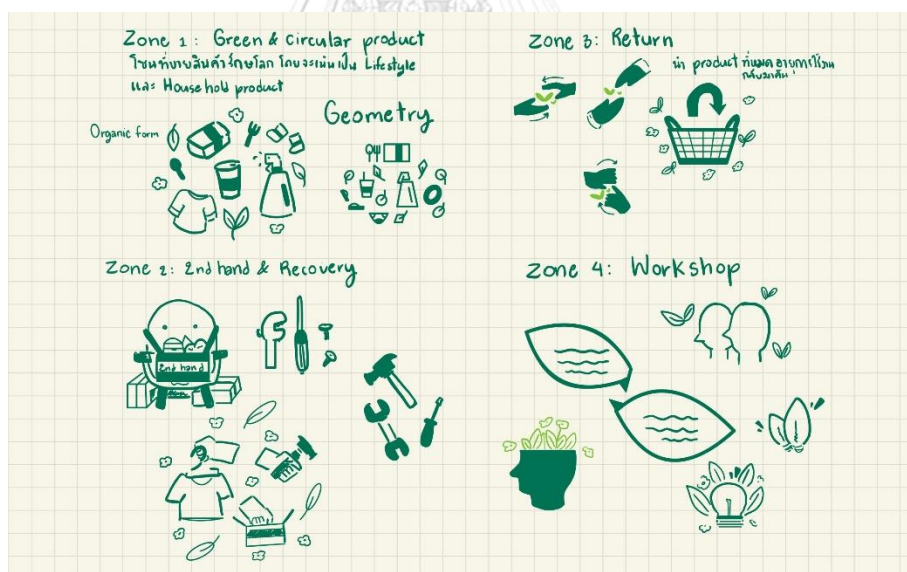 Zone 1: Green & Circular product
โซนที่ขายสินค้ารักษ์โลก โดยจะเน้นเป็น Lifestyle
และ Household product
Organic form
Geometry
Zone 2: 2nd hand & Recovery
2nd hand
Zone 3: Return
นำ product ที่หมดอายุการใช้งาน
กลับมาคืน
Zone 4: Workshop